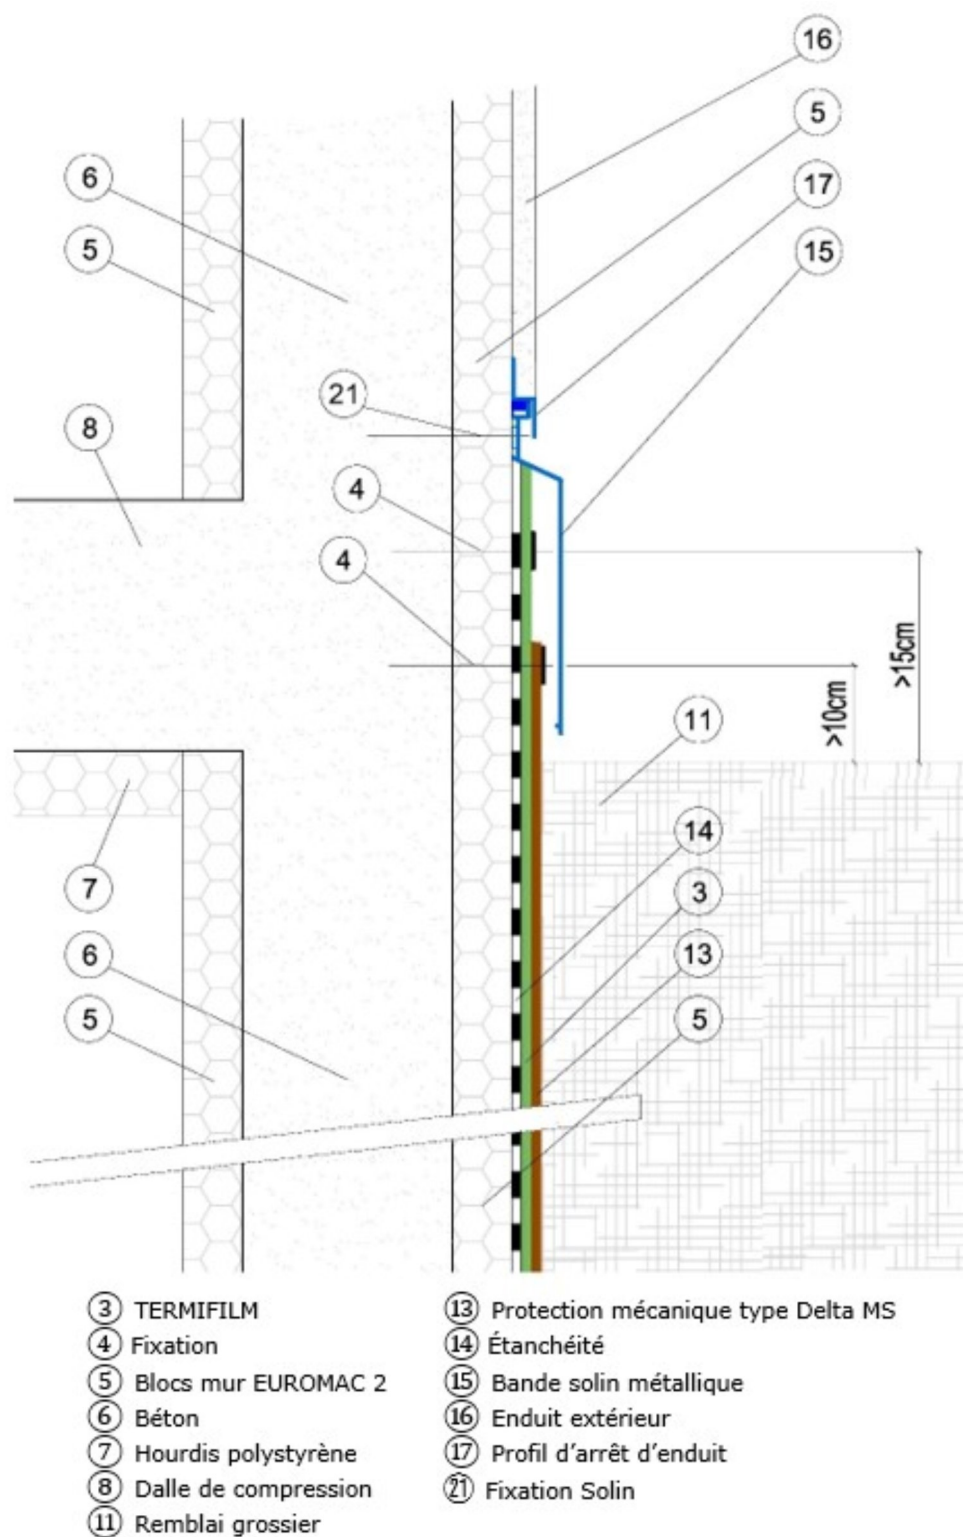 16
5
6
17
5
15
21
8
4
4
>15cm
>10cm
11
14
7
3
6
13
5
5
3 TERMIFILM
4 Fixation
5 Blocs mur EUROMAC 2
6 Béton
7 Hourdis polystyrène
8 Dalle de compression
11 Remblai grossier
13 Protection mécanique type Delta MS
14 Étanchéité
15 Bande solin métallique
16 Enduit extérieur
17 Profil d'arrêt d'enduit
21 Fixation Solin